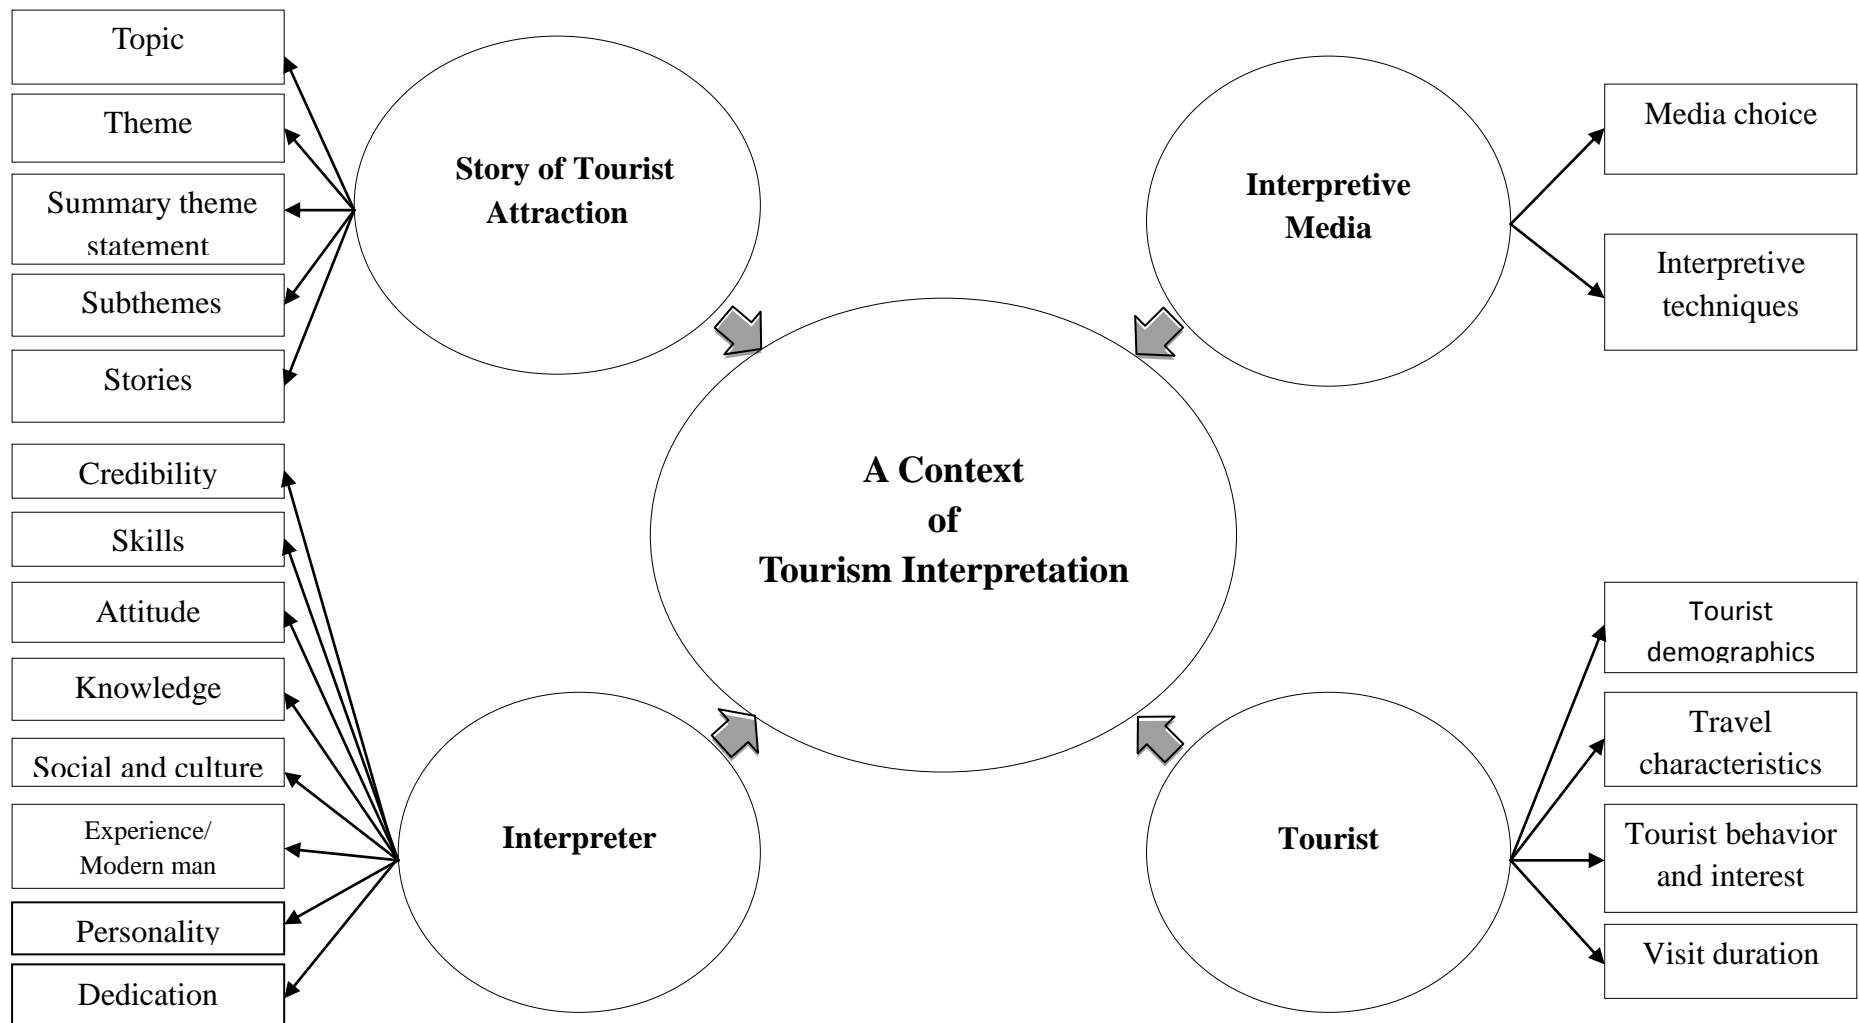 Topic
Theme
Summary theme
statement
Subthemes
Stories
Story of Tourist
Attraction
Interpretive
Media
Media choice
Interpretive
techniques
A Context
of
Tourism Interpretation
Credibility
Skills
Attitude
Knowledge
Social and culture
Experience/
Modern man
Personality
Dedication
Interpreter
Tourist
Tourist
demographics
Travel
characteristics
Tourist behavior
and interest
Visit duration